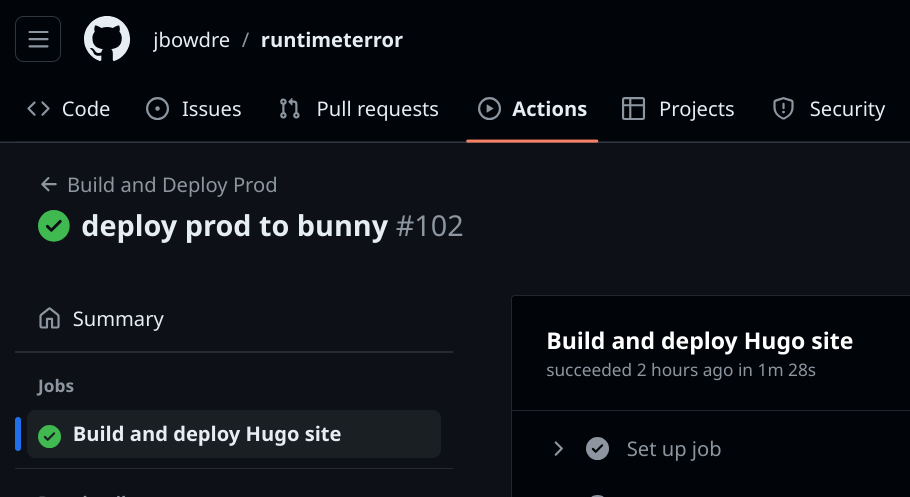 jbowdre / runtimeterror
Code Issues Pull requests Actions Projects Security
Build and Deploy Prod
deploy prod to bunny #102
Summary
Build and deploy Hugo site
succeeded 2 hours ago in 1m 28s
Jobs
Build and deploy Hugo site
Set up job